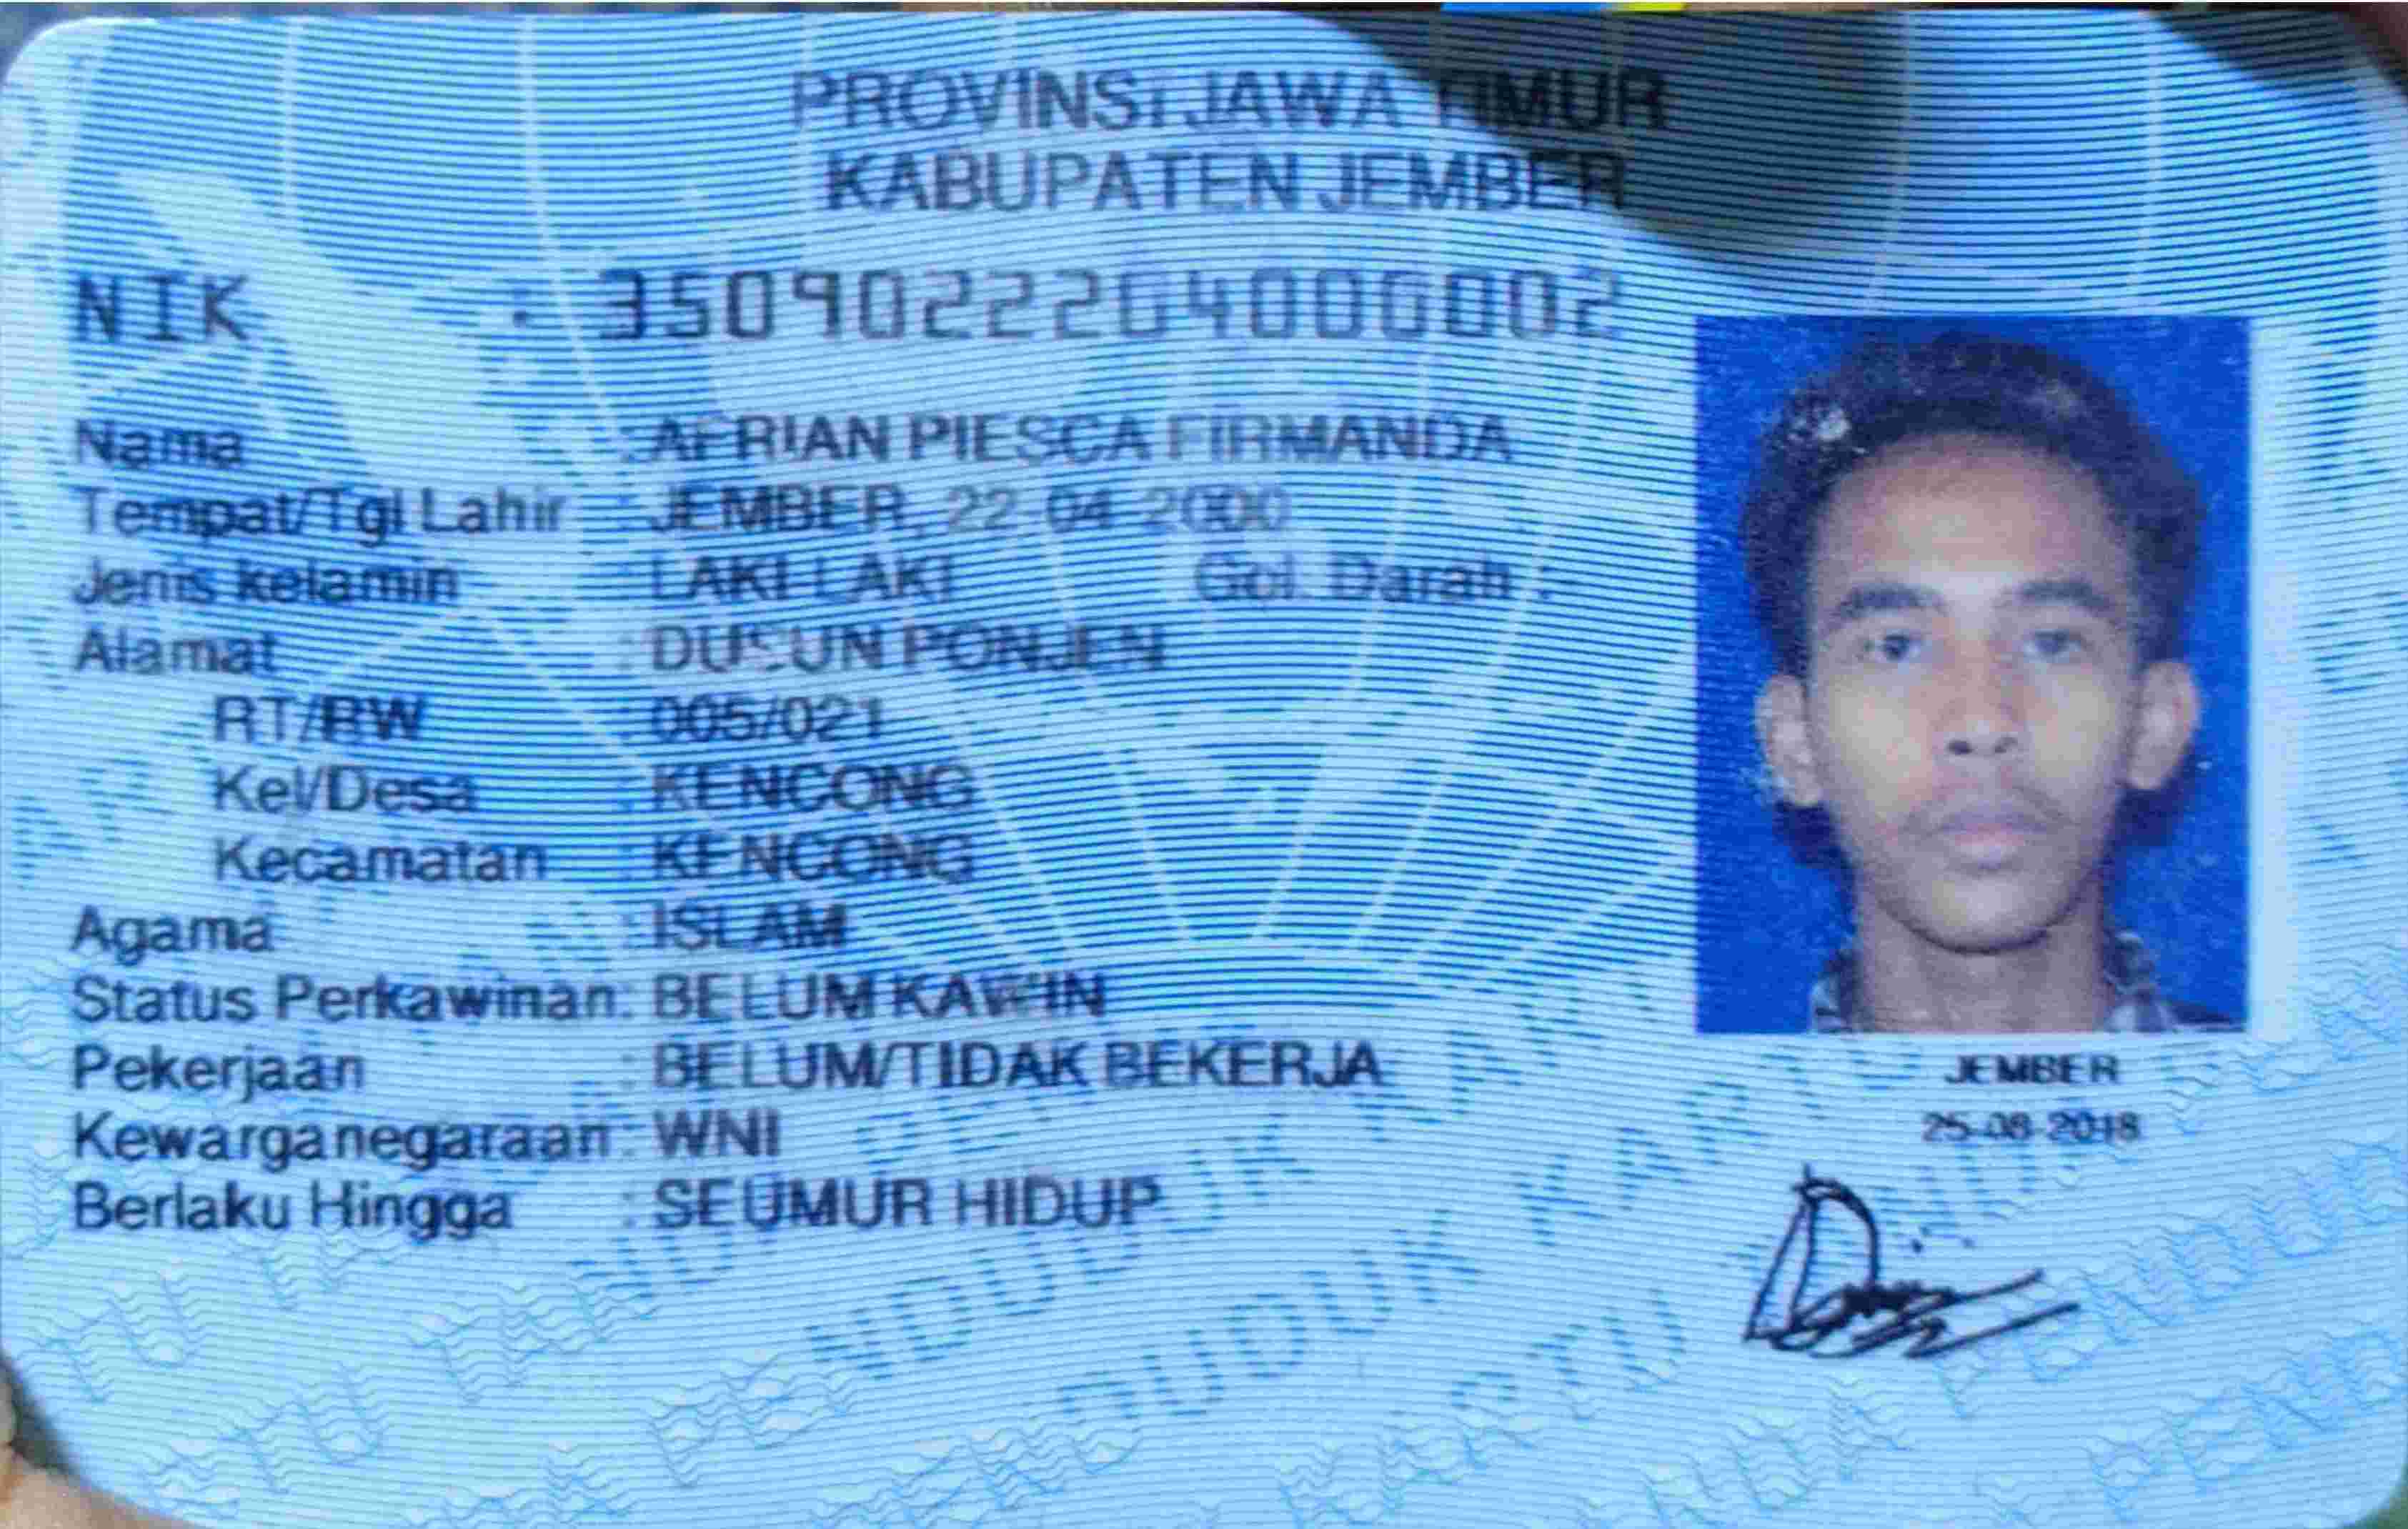 PROVINSI JAWA TIMUR
KABUPATEN JEMBER
NIK : 3509022204000002
Nama : AFRIAN PIESCA FIRMANDA
Tempat/Tgl Lahir : JEMBER, 22-04-2000
Jenis kelamin : LAKI-LAKI Gol. Darah :
Alamat : DUSUN PONJEN
RT/RW : 005/021
Kel/Desa : KENCONG
Kecamatan : KENCONG
Agama : ISLAM
Status Perkawinan: BELUM KAWIN
Pekerjaan : BELUM/TIDAK BEKERJA
Kewarganegaraan: WNI
Berlaku Hingga : SEUMUR HIDUP
JEMBER
25-08-2018